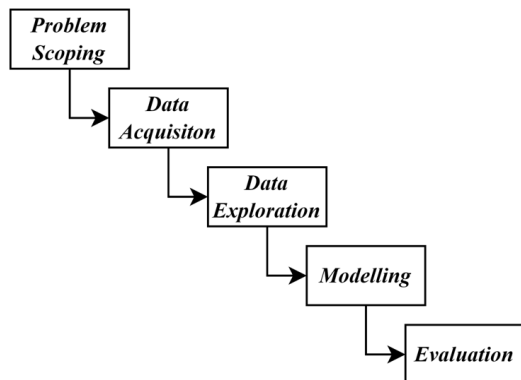 Problem
Scoping
Data
Acquisiton
Data
Exploration
Modelling
Evaluation